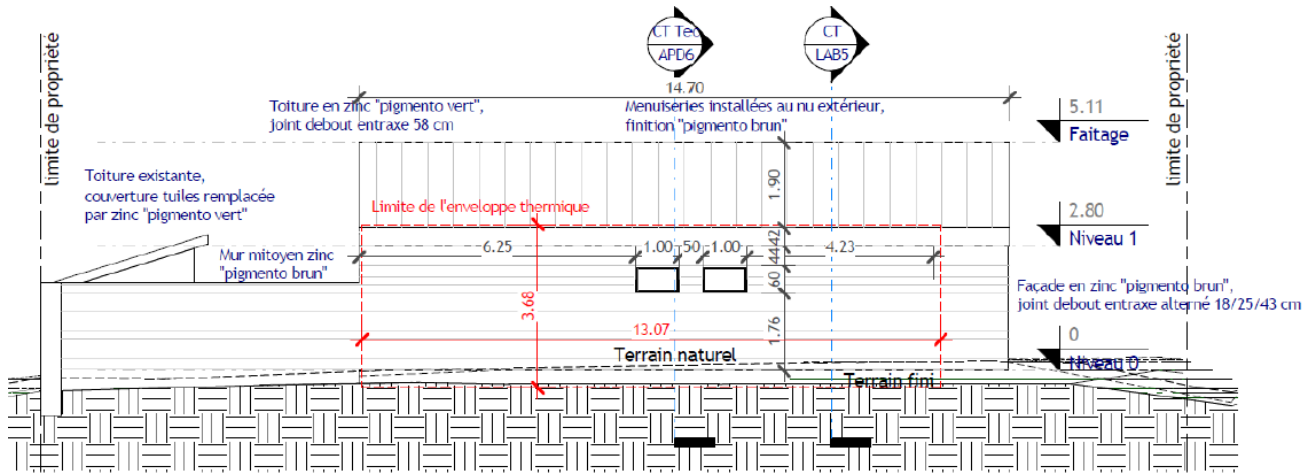 CT Tec
APD6
CT
LAB5
limite de propriété
14.70
Toiture en zinc "pigmento vert",
joint debout entraxe 58 cm
Menuiseries installées au nu extérieur,
finition "pigmento brun"
5.11
Faitage
limite de propriété
Toiture existante,
couverture tuiles remplacée
par zinc "pigmento vert"
1.90
Limite de l'enveloppe thermique
2.80
Niveau 1
6.25
1.00
50
1.00
4442
4.23
Mur mitoyen zinc
"pigmento brun"
60
Façade en zinc "pigmento brun",
joint debout entraxe alterné 18/25/43 cm
3.68
13.07
1.76
0
Niveau 0
Terrain naturel
Terrain fini